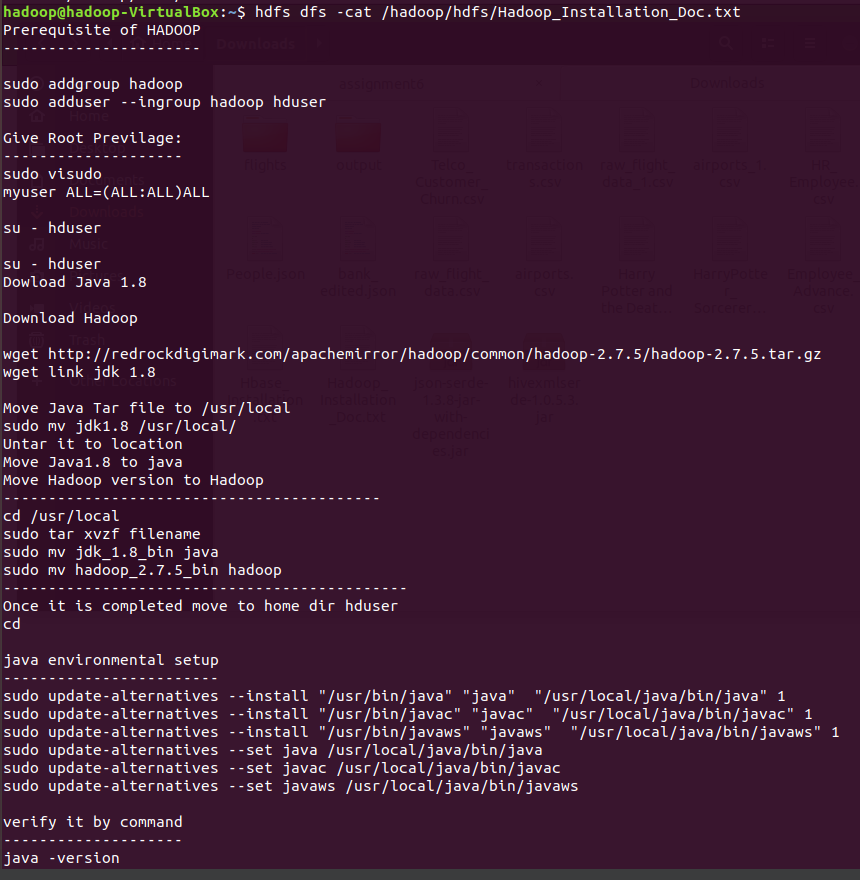 hadoop@hadoop-VirtualBox:~$ hdfs dfs -cat /hadoop/hdfs/Hadoop_Installation_Doc.txt
Prerequisite of HADOOP
----------------------
sudo addgroup hadoop
sudo adduser --ingroup hadoop hduser
Give Root Previlage:
--------------------
sudo visudo
myuser ALL=(ALL:ALL)ALL
su - hduser
su - hduser
Dowload Java 1.8
Download Hadoop
wget http://redrockdigimark.com/apachemirror/hadoop/common/hadoop-2.7.5/hadoop-2.7.5.tar.gz
wget link jdk 1.8
Move Java Tar file to /usr/local
sudo mv jdk1.8 /usr/local/
Untar it to location
Move Java1.8 to java
Move Hadoop version to Hadoop
------------------------------------------
cd /usr/local
sudo tar xvzf filename
sudo mv jdk_1.8_bin java
sudo mv hadoop_2.7.5_bin hadoop
---------------------------------------------
Once it is completed move to home dir hduser
cd
java environmental setup
------------------------
sudo update-alternatives --install "/usr/bin/java" "java"  "/usr/local/java/bin/java" 1
sudo update-alternatives --install "/usr/bin/javac" "javac"  "/usr/local/java/bin/javac" 1
sudo update-alternatives --install "/usr/bin/javaws" "javaws"  "/usr/local/java/bin/javaws" 1
sudo update-alternatives --set java /usr/local/java/bin/java
sudo update-alternatives --set javac /usr/local/java/bin/javac
sudo update-alternatives --set javaws /usr/local/java/bin/javaws
verify it by command
--------------------
java -version